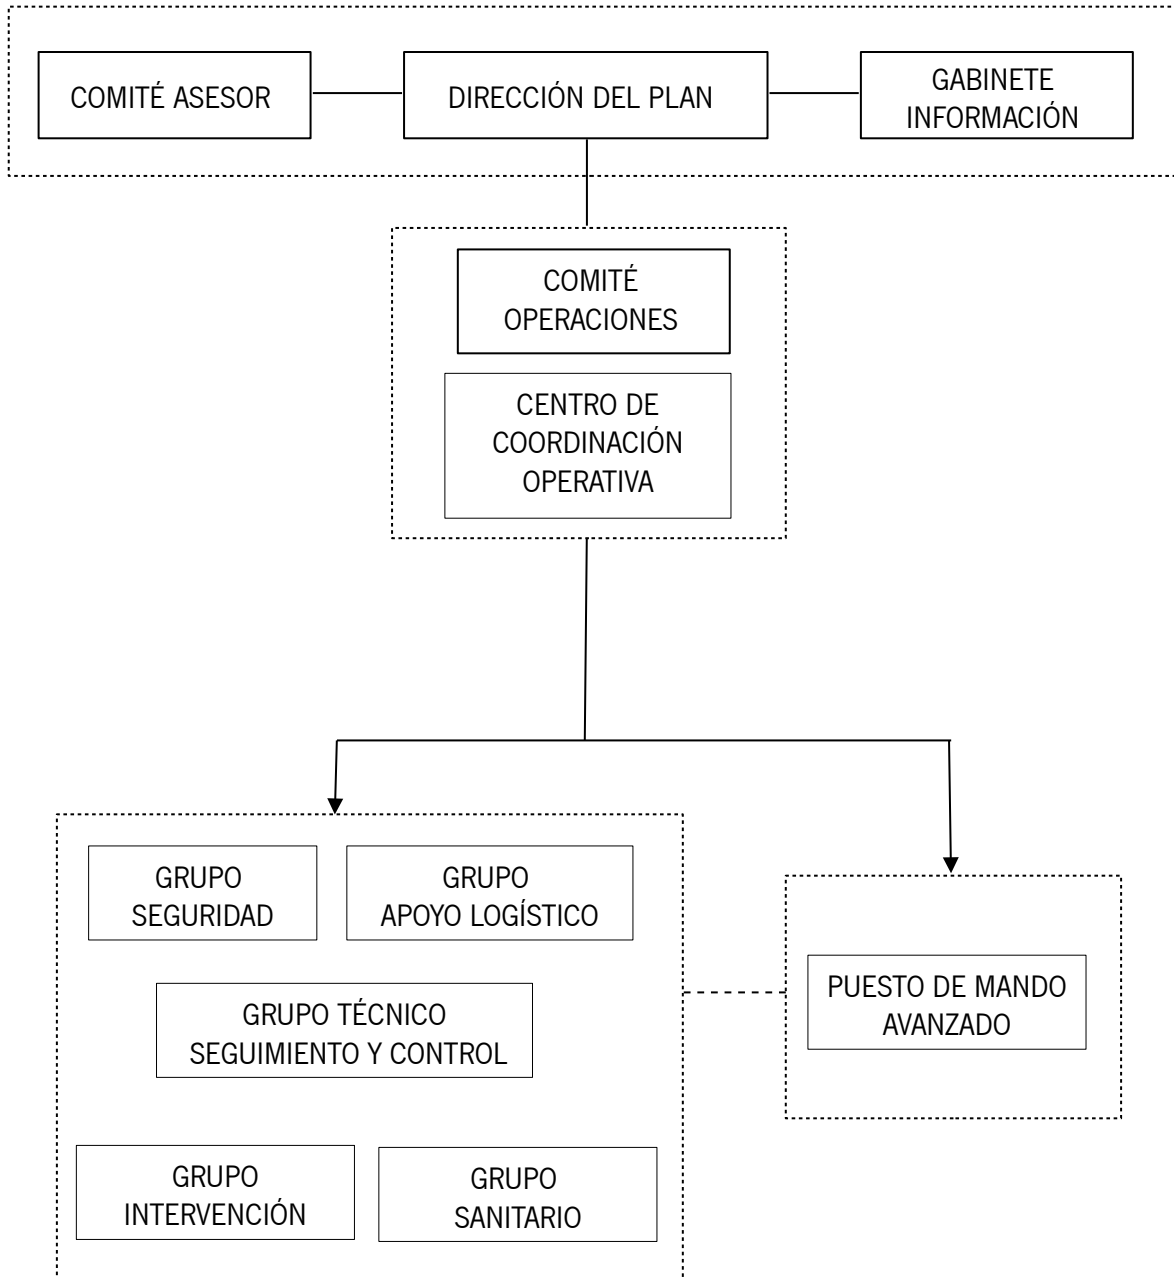 COMITÉ ASESOR
DIRECCIÓN DEL PLAN
GABINETE
INFORMACIÓN
COMITÉ
OPERACIONES
CENTRO DE
COORDINACIÓN
OPERATIVA
GRUPO
SEGURIDAD
GRUPO
APOYO LOGÍSTICO
GRUPO TÉCNICO
SEGUIMIENTO Y CONTROL
PUESTO DE MANDO
AVANZADO
GRUPO
INTERVENCIÓN
GRUPO
SANITARIO